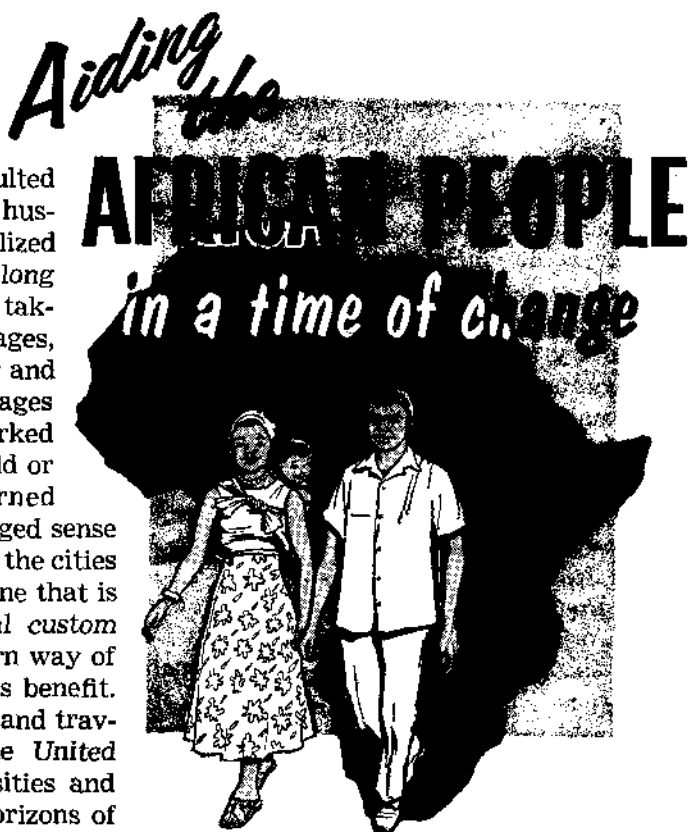 Aiding
the
AFRICAN PEOPLE
in a time of change
ulted
hus-
lized
long
tak-
ages,
and
ages
rked
ld or
rned
ged sense
the cities
ne that is
al custom
rn way of
s benefit.
and trav-
e United
sities and
orizons of